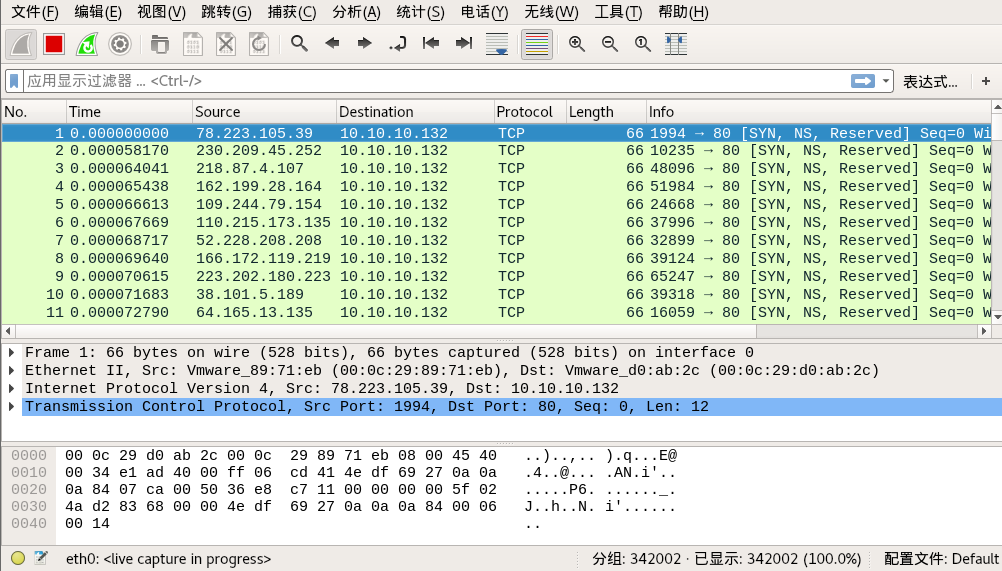 文件(F) 编辑(E) 视图(V) 跳转(G) 捕获(C) 分析(A) 统计(S) 电话(Y) 无线(W) 工具(T) 帮助(H)
应用显示过滤器 … <Ctrl-/> 表达式… +
No. Time Source Destination Protocol Length Info
1 0.000000000 78.223.105.39 10.10.10.132 TCP 66 1994 → 80 [SYN, NS, Reserved] Seq=0 Wi
2 0.000058170 230.209.45.252 10.10.10.132 TCP 66 10235 → 80 [SYN, NS, Reserved] Seq=0 W
3 0.000064041 218.87.4.107 10.10.10.132 TCP 66 48096 → 80 [SYN, NS, Reserved] Seq=0 W
4 0.000065438 162.199.28.164 10.10.10.132 TCP 66 51984 → 80 [SYN, NS, Reserved] Seq=0 W
5 0.000066613 109.244.79.154 10.10.10.132 TCP 66 24668 → 80 [SYN, NS, Reserved] Seq=0 W
6 0.000067669 110.215.173.135 10.10.10.132 TCP 66 37996 → 80 [SYN, NS, Reserved] Seq=0 W
7 0.000068717 52.228.208.208 10.10.10.132 TCP 66 32899 → 80 [SYN, NS, Reserved] Seq=0 W
8 0.000069640 166.172.119.219 10.10.10.132 TCP 66 39124 → 80 [SYN, NS, Reserved] Seq=0 W
9 0.000070615 223.202.180.223 10.10.10.132 TCP 66 65247 → 80 [SYN, NS, Reserved] Seq=0 W
10 0.000071683 38.101.5.189 10.10.10.132 TCP 66 39318 → 80 [SYN, NS, Reserved] Seq=0 W
11 0.000072790 64.165.13.135 10.10.10.132 TCP 66 16059 → 80 [SYN, NS, Reserved] Seq=0 W
Frame 1: 66 bytes on wire (528 bits), 66 bytes captured (528 bits) on interface 0
Ethernet II, Src: Vmware_89:71:eb (00:0c:29:89:71:eb), Dst: Vmware_d0:ab:2c (00:0c:29:d0:ab:2c)
Internet Protocol Version 4, Src: 78.223.105.39, Dst: 10.10.10.132
Transmission Control Protocol, Src Port: 1994, Dst Port: 80, Seq: 0, Len: 12
0000 00 0c 29 d0 ab 2c 00 0c 29 89 71 eb 08 00 45 40 ..)..,.. ).q...E@
0010 00 34 e1 ad 40 00 ff 06 cd 41 4e df 69 27 0a 0a .4..@... .AN.i'..
0020 0a 84 07 ca 00 50 36 e8 c7 11 00 00 00 00 5f 02 .....P6. ......_.
0030 4a d2 83 68 00 00 4e df 69 27 0a 0a 0a 84 00 06 J..h..N. i'......
0040 00 14 ..
eth0: <live capture in progress> 分组: 342002 · 已显示: 342002 (100.0%) 配置文件: Default